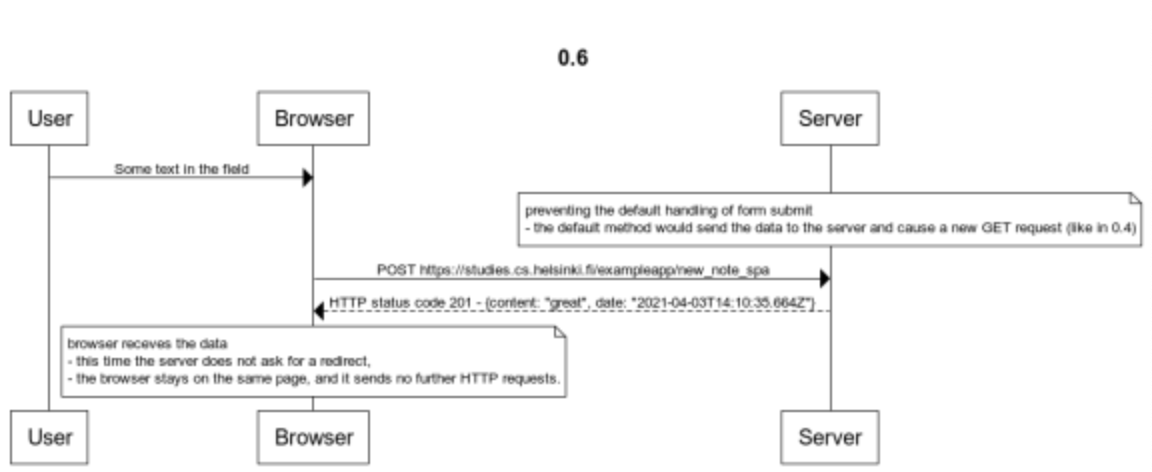 0.6
User
Browser
Server
Some text in the field
preventing the default handling of form submit
- the default method would send the data to the server and cause a new GET request (like in 0.4)
POST https://studies.cs.helsinki.fi/exampleapp/new_note_spa
HTTP status code 201 - {content: "great", date: "2021-04-03T14:10:35.664Z"}
browser receves the data
- this time the server does not ask for a redirect,
- the browser stays on the same page, and it sends no further HTTP requests.
User
Browser
Server